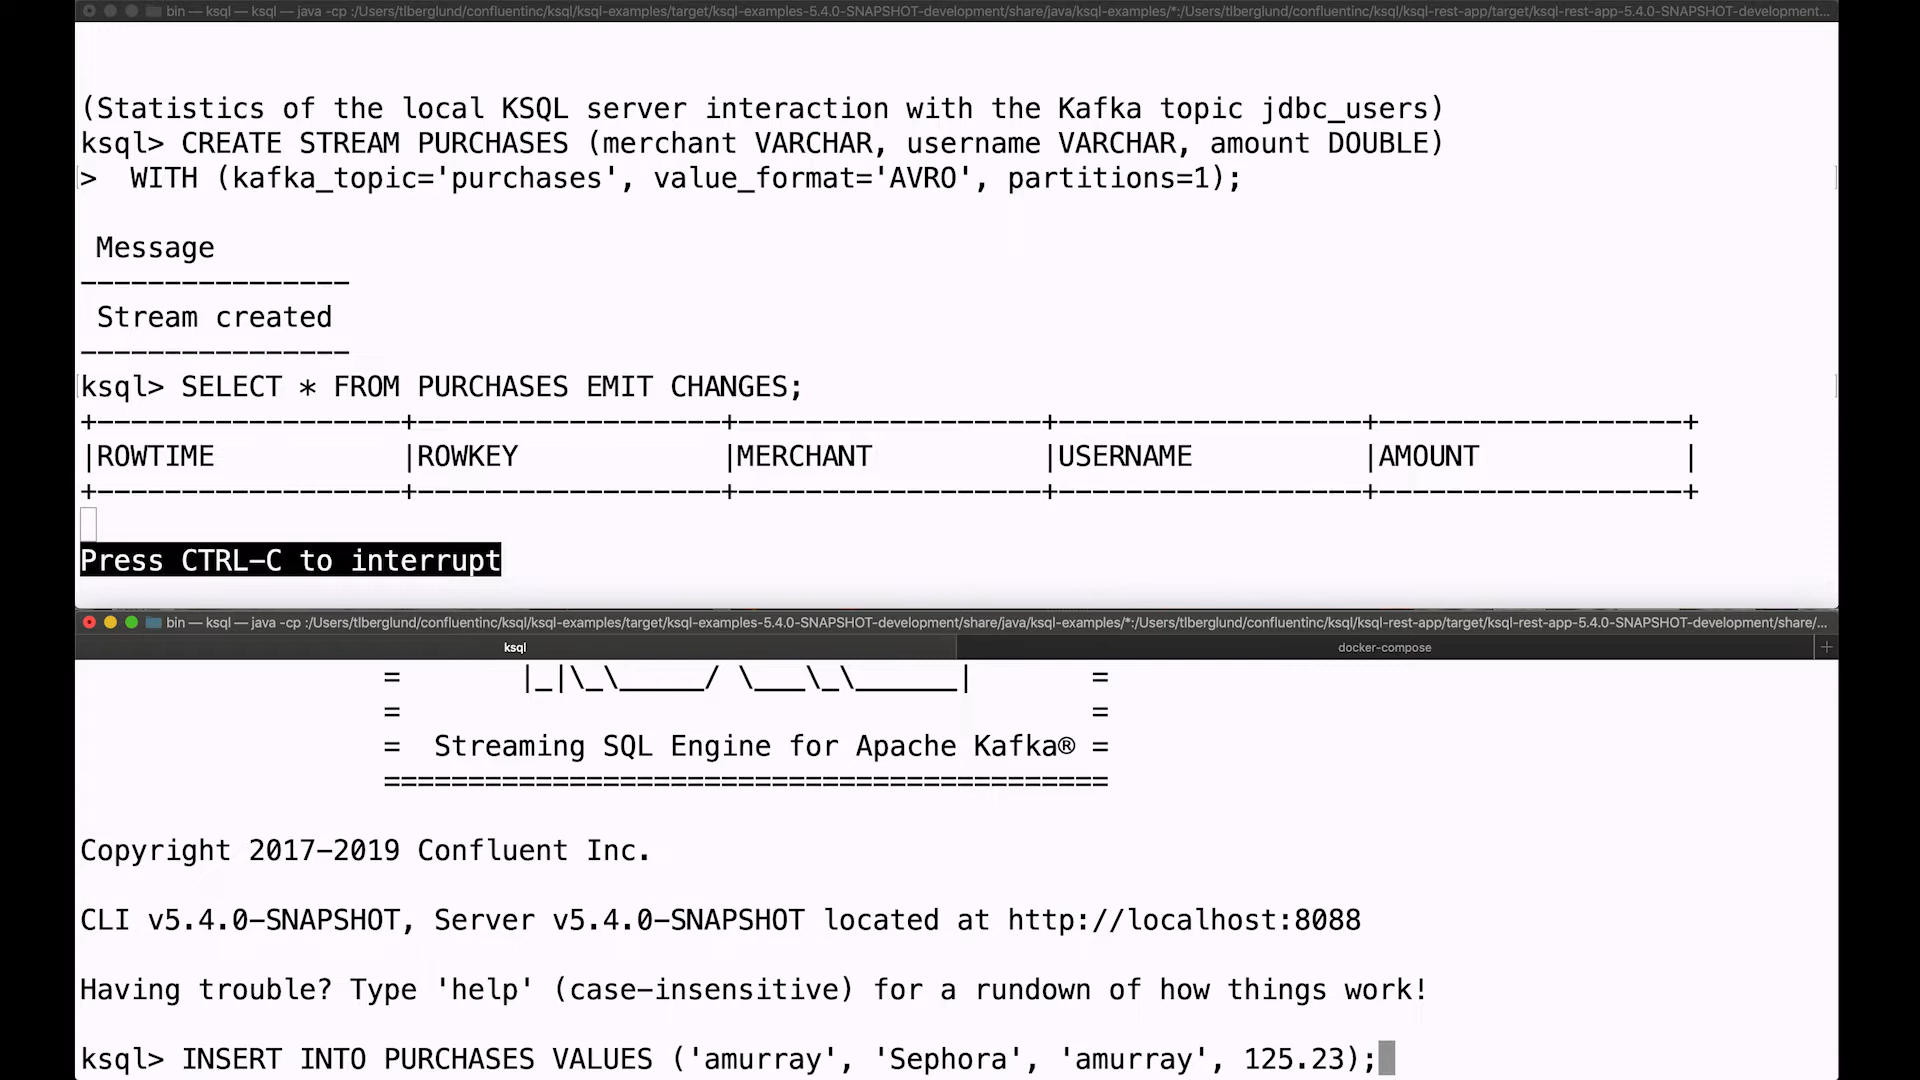 bin — ksql — ksql — java -cp :/Users/tlberglund/confluentinc/ksql/ksql-examples/target/ksql-examples-5.4.0-SNAPSHOT-development/share/java/ksql-examples/*:/Users/tlberglund/confluentinc/ksql/ksql-rest-app/target/ksql-rest-app-5.4.0-SNAPSHOT-development...
(Statistics of the local KSQL server interaction with the Kafka topic jdbc_users)
ksql> CREATE STREAM PURCHASES (merchant VARCHAR, username VARCHAR, amount DOUBLE)
>  WITH (kafka_topic='purchases', value_format='AVRO', partitions=1);
Message
----------------
Stream created
----------------
ksql> SELECT * FROM PURCHASES EMIT CHANGES;
+------------------+------------------+------------------+------------------+------------------+
|ROWTIME |ROWKEY |MERCHANT |USERNAME |AMOUNT |
+------------------+------------------+------------------+------------------+------------------+
Press CTRL-C to interrupt
bin — ksql — java -cp :/Users/tlberglund/confluentinc/ksql/ksql-examples/target/ksql-examples-5.4.0-SNAPSHOT-development/share/java/ksql-examples/*:/Users/tlberglund/confluentinc/ksql/ksql-rest-app/target/ksql-rest-app-5.4.0-SNAPSHOT-development/share/...
ksql docker-compose +
= |_|\_\_____/ \___\_\______| =
= =
= Streaming SQL Engine for Apache Kafka® =
===========================================
Copyright 2017-2019 Confluent Inc.
CLI v5.4.0-SNAPSHOT, Server v5.4.0-SNAPSHOT located at http://localhost:8088
Having trouble? Type 'help' (case-insensitive) for a rundown of how things work!
ksql> INSERT INTO PURCHASES VALUES ('amurray', 'Sephora', 'amurray', 125.23);